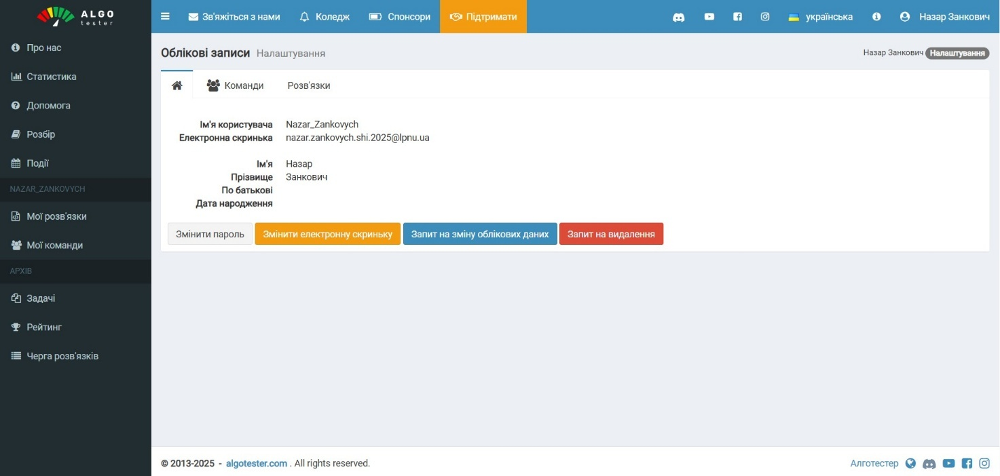 ALGO
tester
Зв'яжіться з нами Коледж Спонсори Підтримати українська Назар Занкович
Про нас
Статистика
Допомога
Розбір
Події
NAZAR_ZANKOVYCH
Мої розв'язки
Мої команди
АРХІВ
Задачі
Рейтинг
Черга розв'язків
Облікові записи Налаштування
Назар Занкович Налаштування
Команди Розв'язки
Ім'я користувача Nazar_Zankovych
Електронна скринька nazar.zankovych.shi.2025@lpnu.ua
Ім'я Назар
Прізвище Занкович
По батькові
Дата народження
Змінити пароль Змінити електронну скриньку Запит на зміну облікових даних Запит на видалення
© 2013-2025 - algotester.com . All rights reserved.
Алготестер